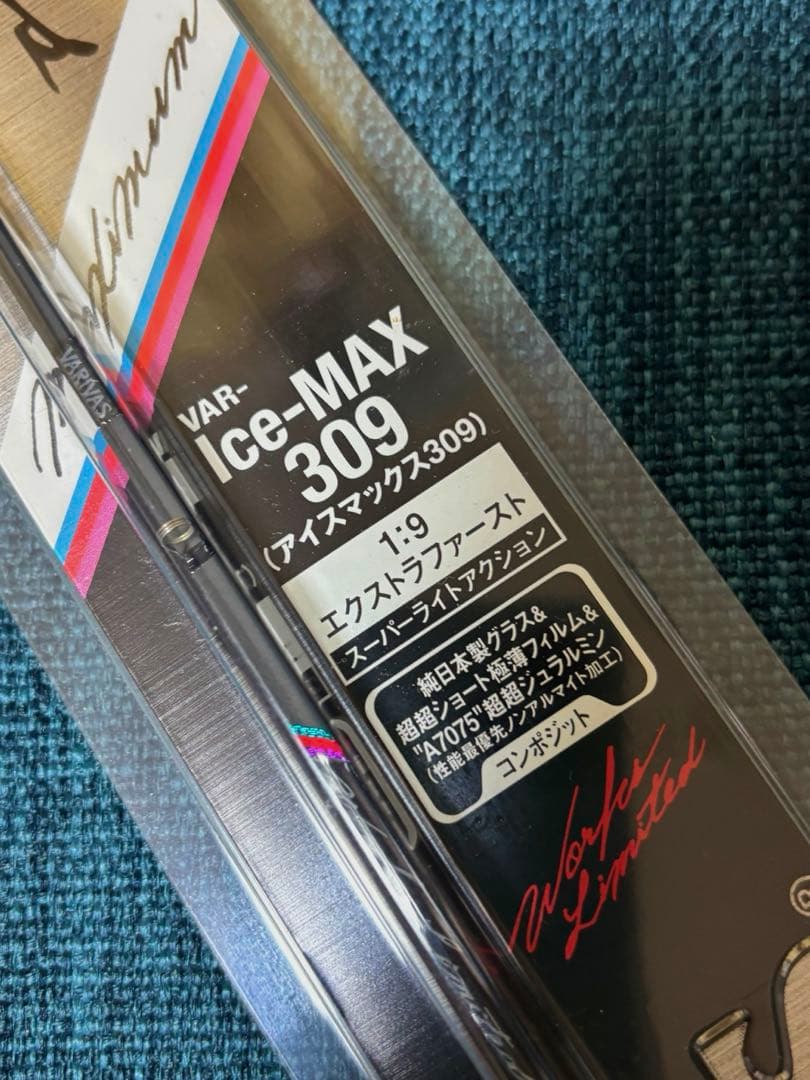 VARIVAS
VAR-
Ice-MAX
309
(アイスマックス309)
1:9
エクストラファースト
スーパーライトアクション
純日本製グラス&
超超ショート極薄フィルム&
"A7075"超超ジュラルミン
(性能最優先ノンアルマイト加工)
コンポジット
Works
Limited